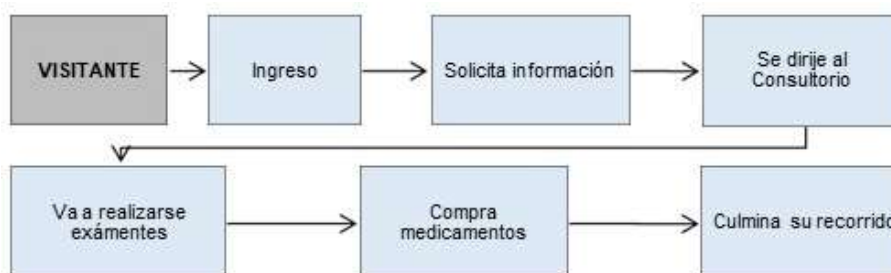 VISITANTE
Ingreso
Solicita información
Se dirije al
Consultorio
Va a realizarse
exámentes
Compra
medicamentos
Culmina su recorrido